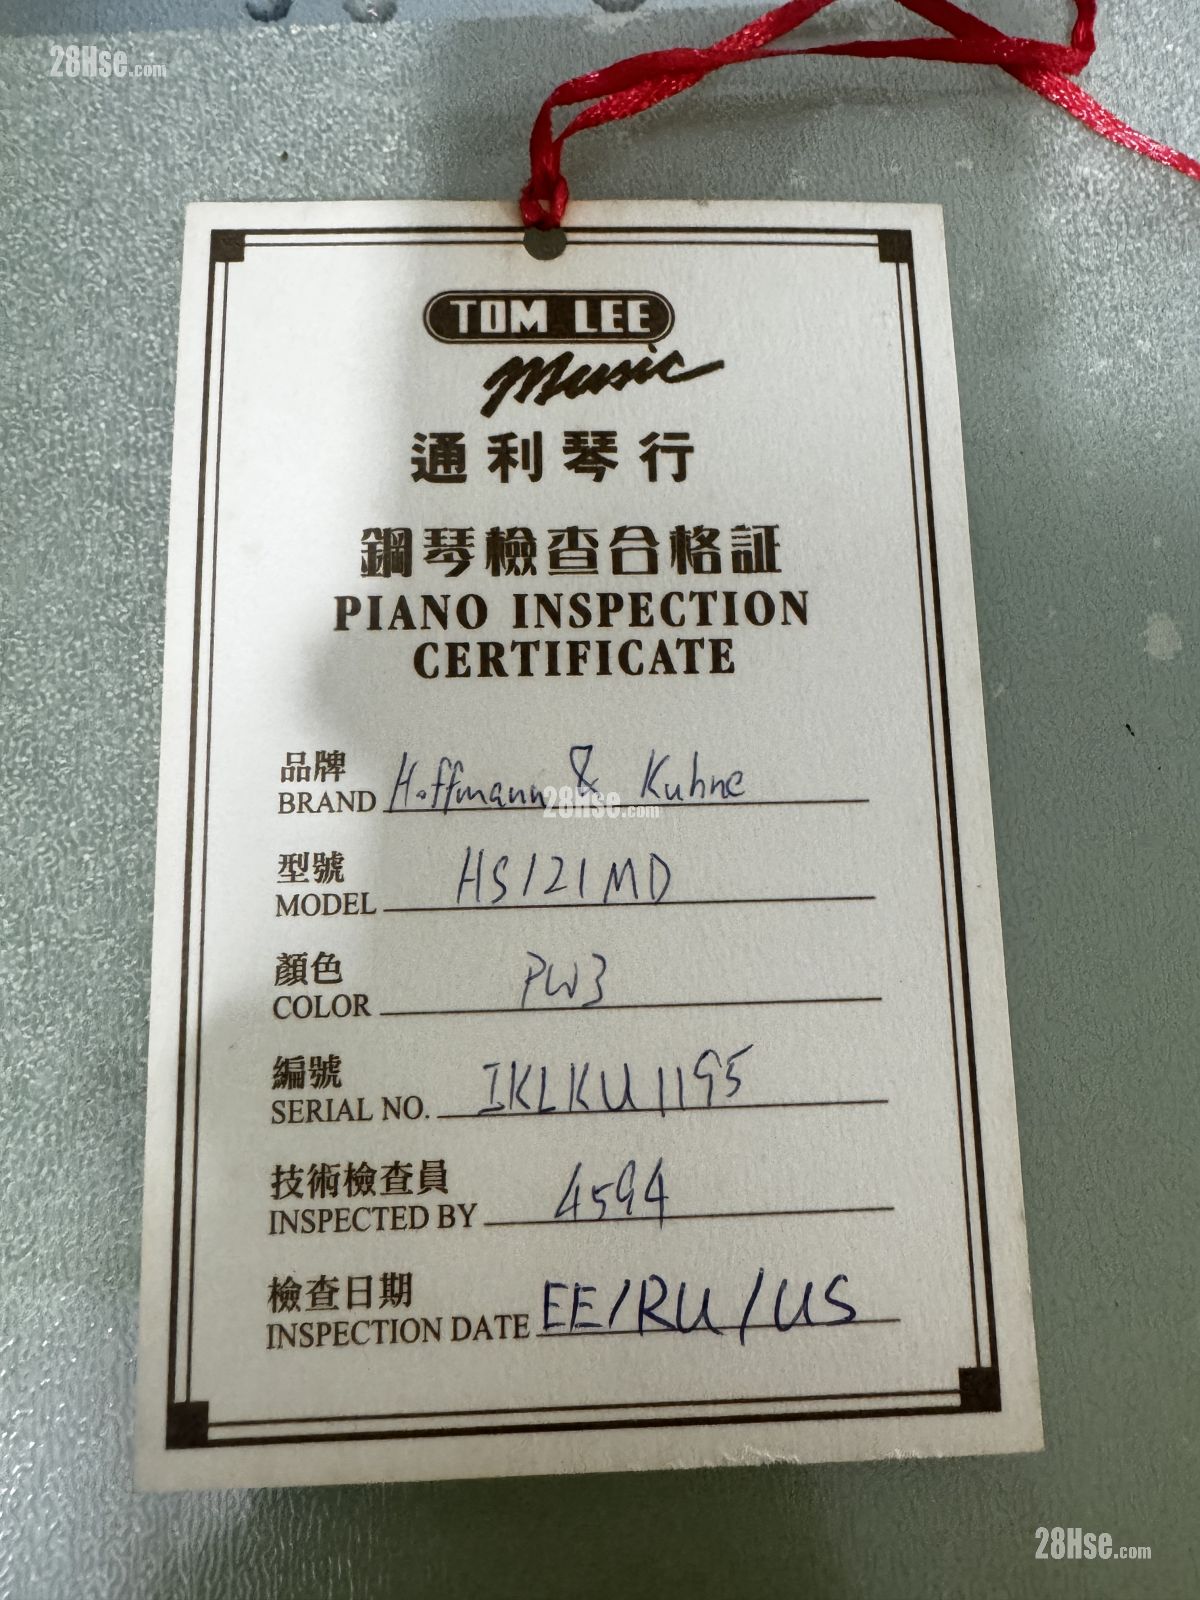 28Hse.com
TOM LEE
Music
通利琴行
鋼琴檢查合格証
PIANO INSPECTION
CERTIFICATE
品牌
BRAND Hoffmann & Kuhne
28Hse.com
型號
MODEL HS121MD
顏色
COLOR PW3
編號
SERIAL NO. IKLKU1195
技術檢查員
INSPECTED BY 4594
檢查日期
INSPECTION DATE EE/RU/US
28Hse.com